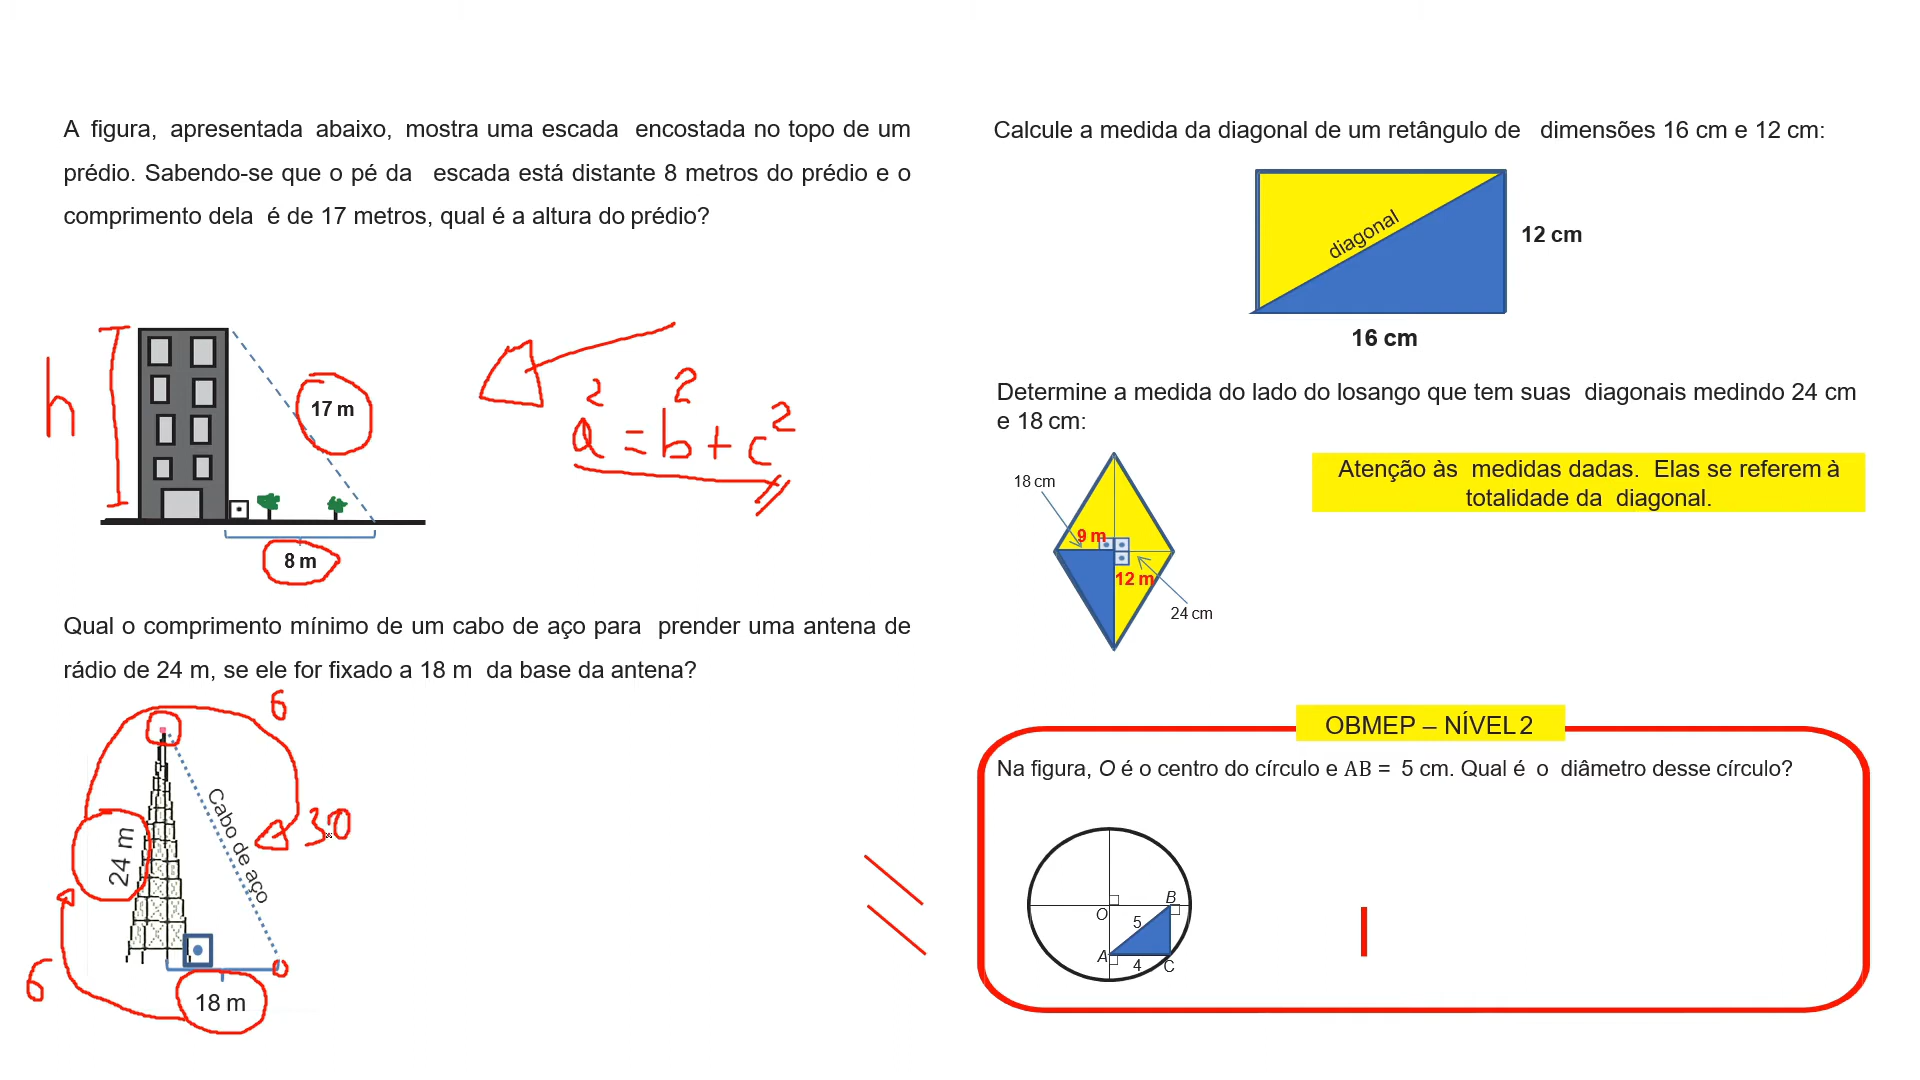 A figura, apresentada abaixo, mostra uma escada encostada no topo de um
prédio. Sabendo-se que o pé da escada está distante 8 metros do prédio e o
comprimento dela é de 17 metros, qual é a altura do prédio?
h
17 m
8 m
a² = b² + c²
Qual o comprimento mínimo de um cabo de aço para prender uma antena de
rádio de 24 m, se ele for fixado a 18 m da base da antena?
6
24 m
Cabo de aço
30
6
18 m
Calcule a medida da diagonal de um retângulo de dimensões 16 cm e 12 cm:
diagonal
12 cm
16 cm
Determine a medida do lado do losango que tem suas diagonais medindo 24 cm
e 18 cm:
18 cm
9 m
12 m
24 cm
Atenção às medidas dadas. Elas se referem à
totalidade da diagonal.
OBMEP – NÍVEL 2
Na figura, O é o centro do círculo e AB = 5 cm. Qual é o diâmetro desse círculo?
B
O
5
A
4
C